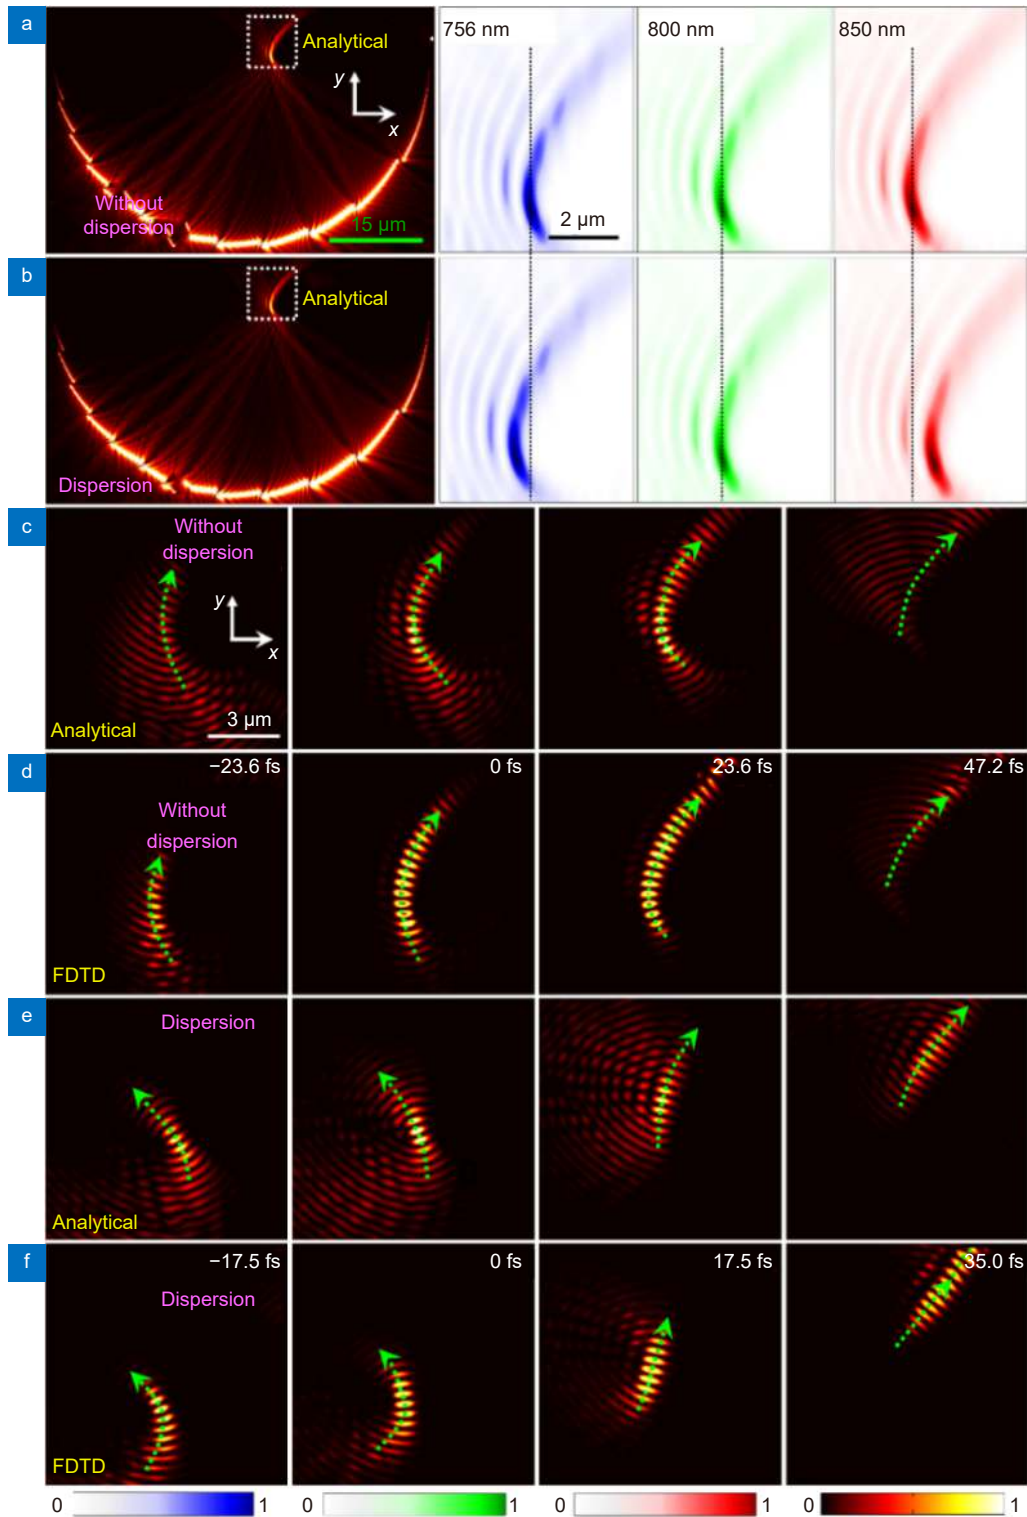 a
Analytical
y
x
Without
dispersion
15 μm
756 nm
800 nm
850 nm
2 μm
b
Analytical
Dispersion
c
Without
dispersion
y
x
Analytical
3 μm
d
−23.6 fs
0 fs
23.6 fs
47.2 fs
Without
dispersion
FDTD
e
Dispersion
Analytical
f
−17.5 fs
0 fs
17.5 fs
35.0 fs
Dispersion
FDTD
0 1
0 1
0 1
0 1